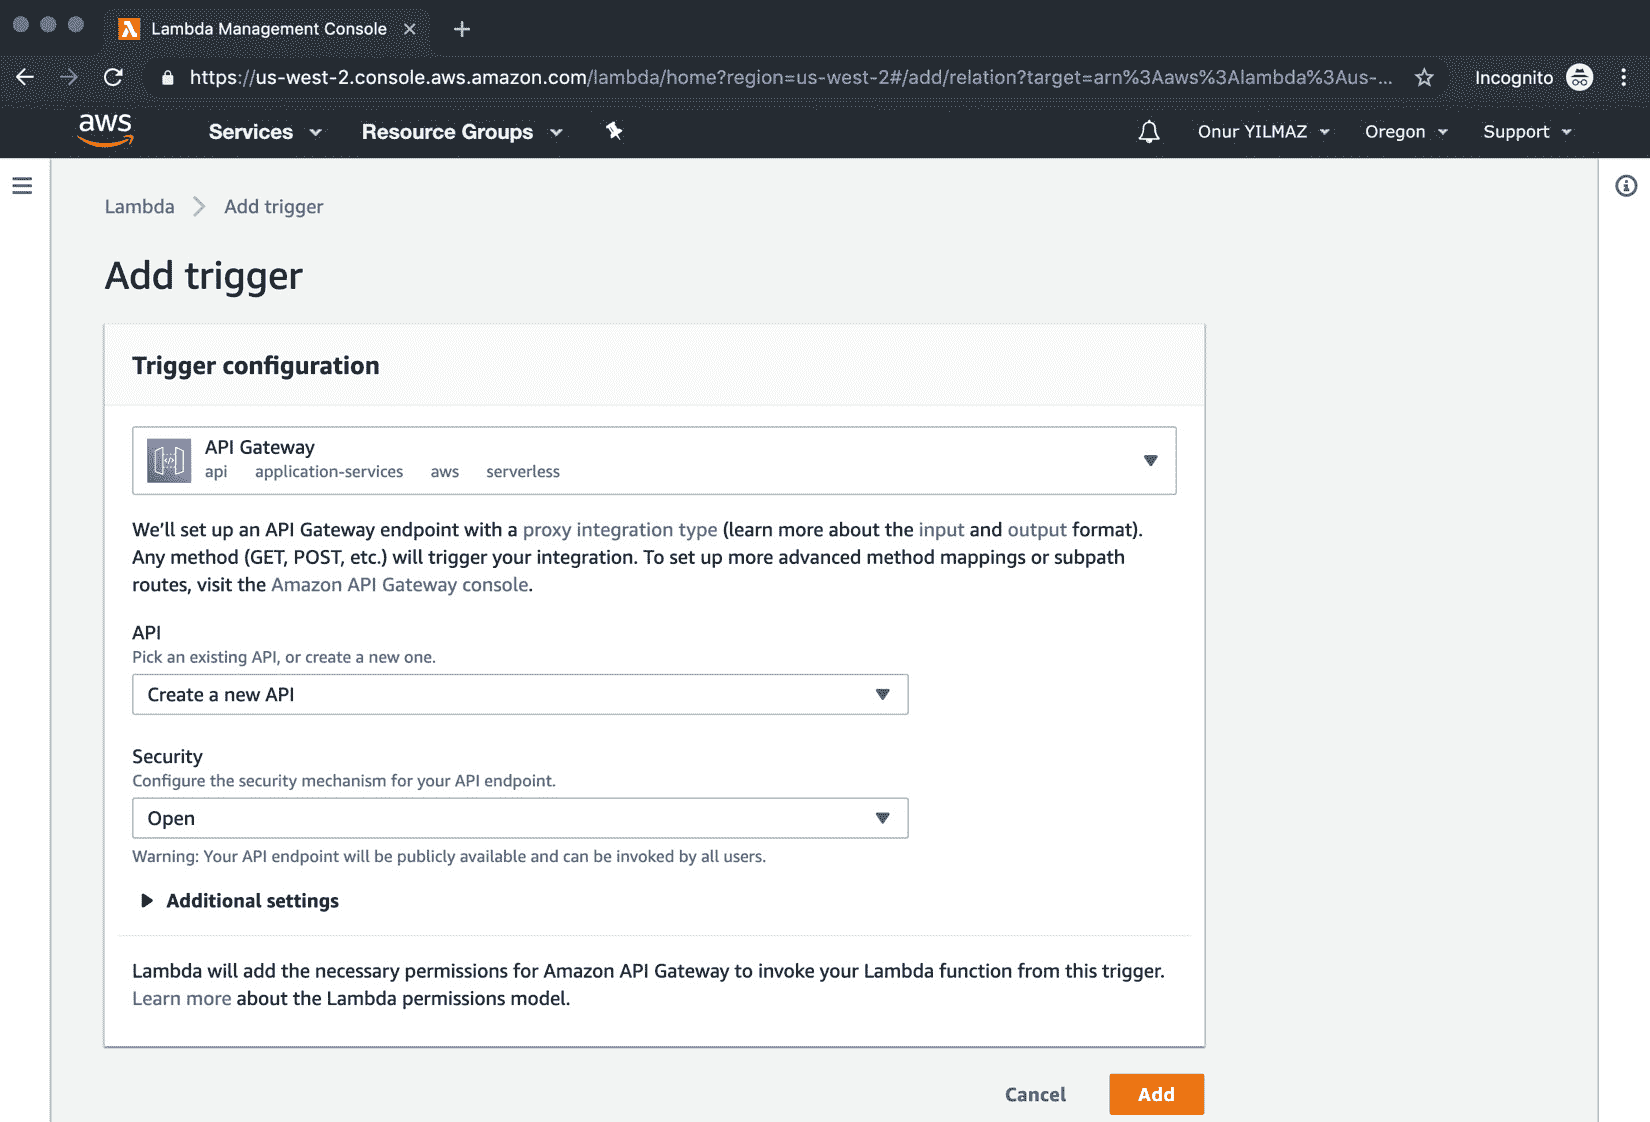 Lambda Management Console
https://us-west-2.console.aws.amazon.com/lambda/home?region=us-west-2#/add/relation?target=arn%3Aaws%3Alambda%3Aus-...
Incognito
aws
Services
Resource Groups
Onur YILMAZ
Oregon
Support
Lambda
Add trigger
Add trigger
Trigger configuration
API Gateway
api application-services aws serverless
We'll set up an API Gateway endpoint with a proxy integration type (learn more about the input and output format).
Any method (GET, POST, etc.) will trigger your integration. To set up more advanced method mappings or subpath
routes, visit the Amazon API Gateway console.
API
Pick an existing API, or create a new one.
Create a new API
Security
Configure the security mechanism for your API endpoint.
Open
Warning: Your API endpoint will be publicly available and can be invoked by all users.
Additional settings
Lambda will add the necessary permissions for Amazon API Gateway to invoke your Lambda function from this trigger.
Learn more about the Lambda permissions model.
Cancel
Add